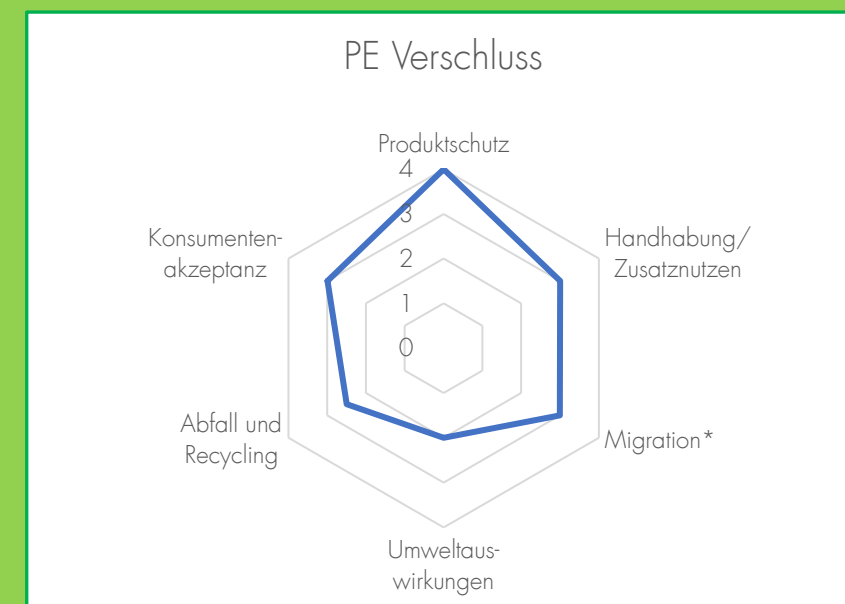 PE Verschluss
Produktschutz
4
3
2
1
0
Handhabung/
Zusatznutzen
Migration*
Umweltaus-
wirkungen
Abfall und
Recycling
Konsumenten-
akzeptanz